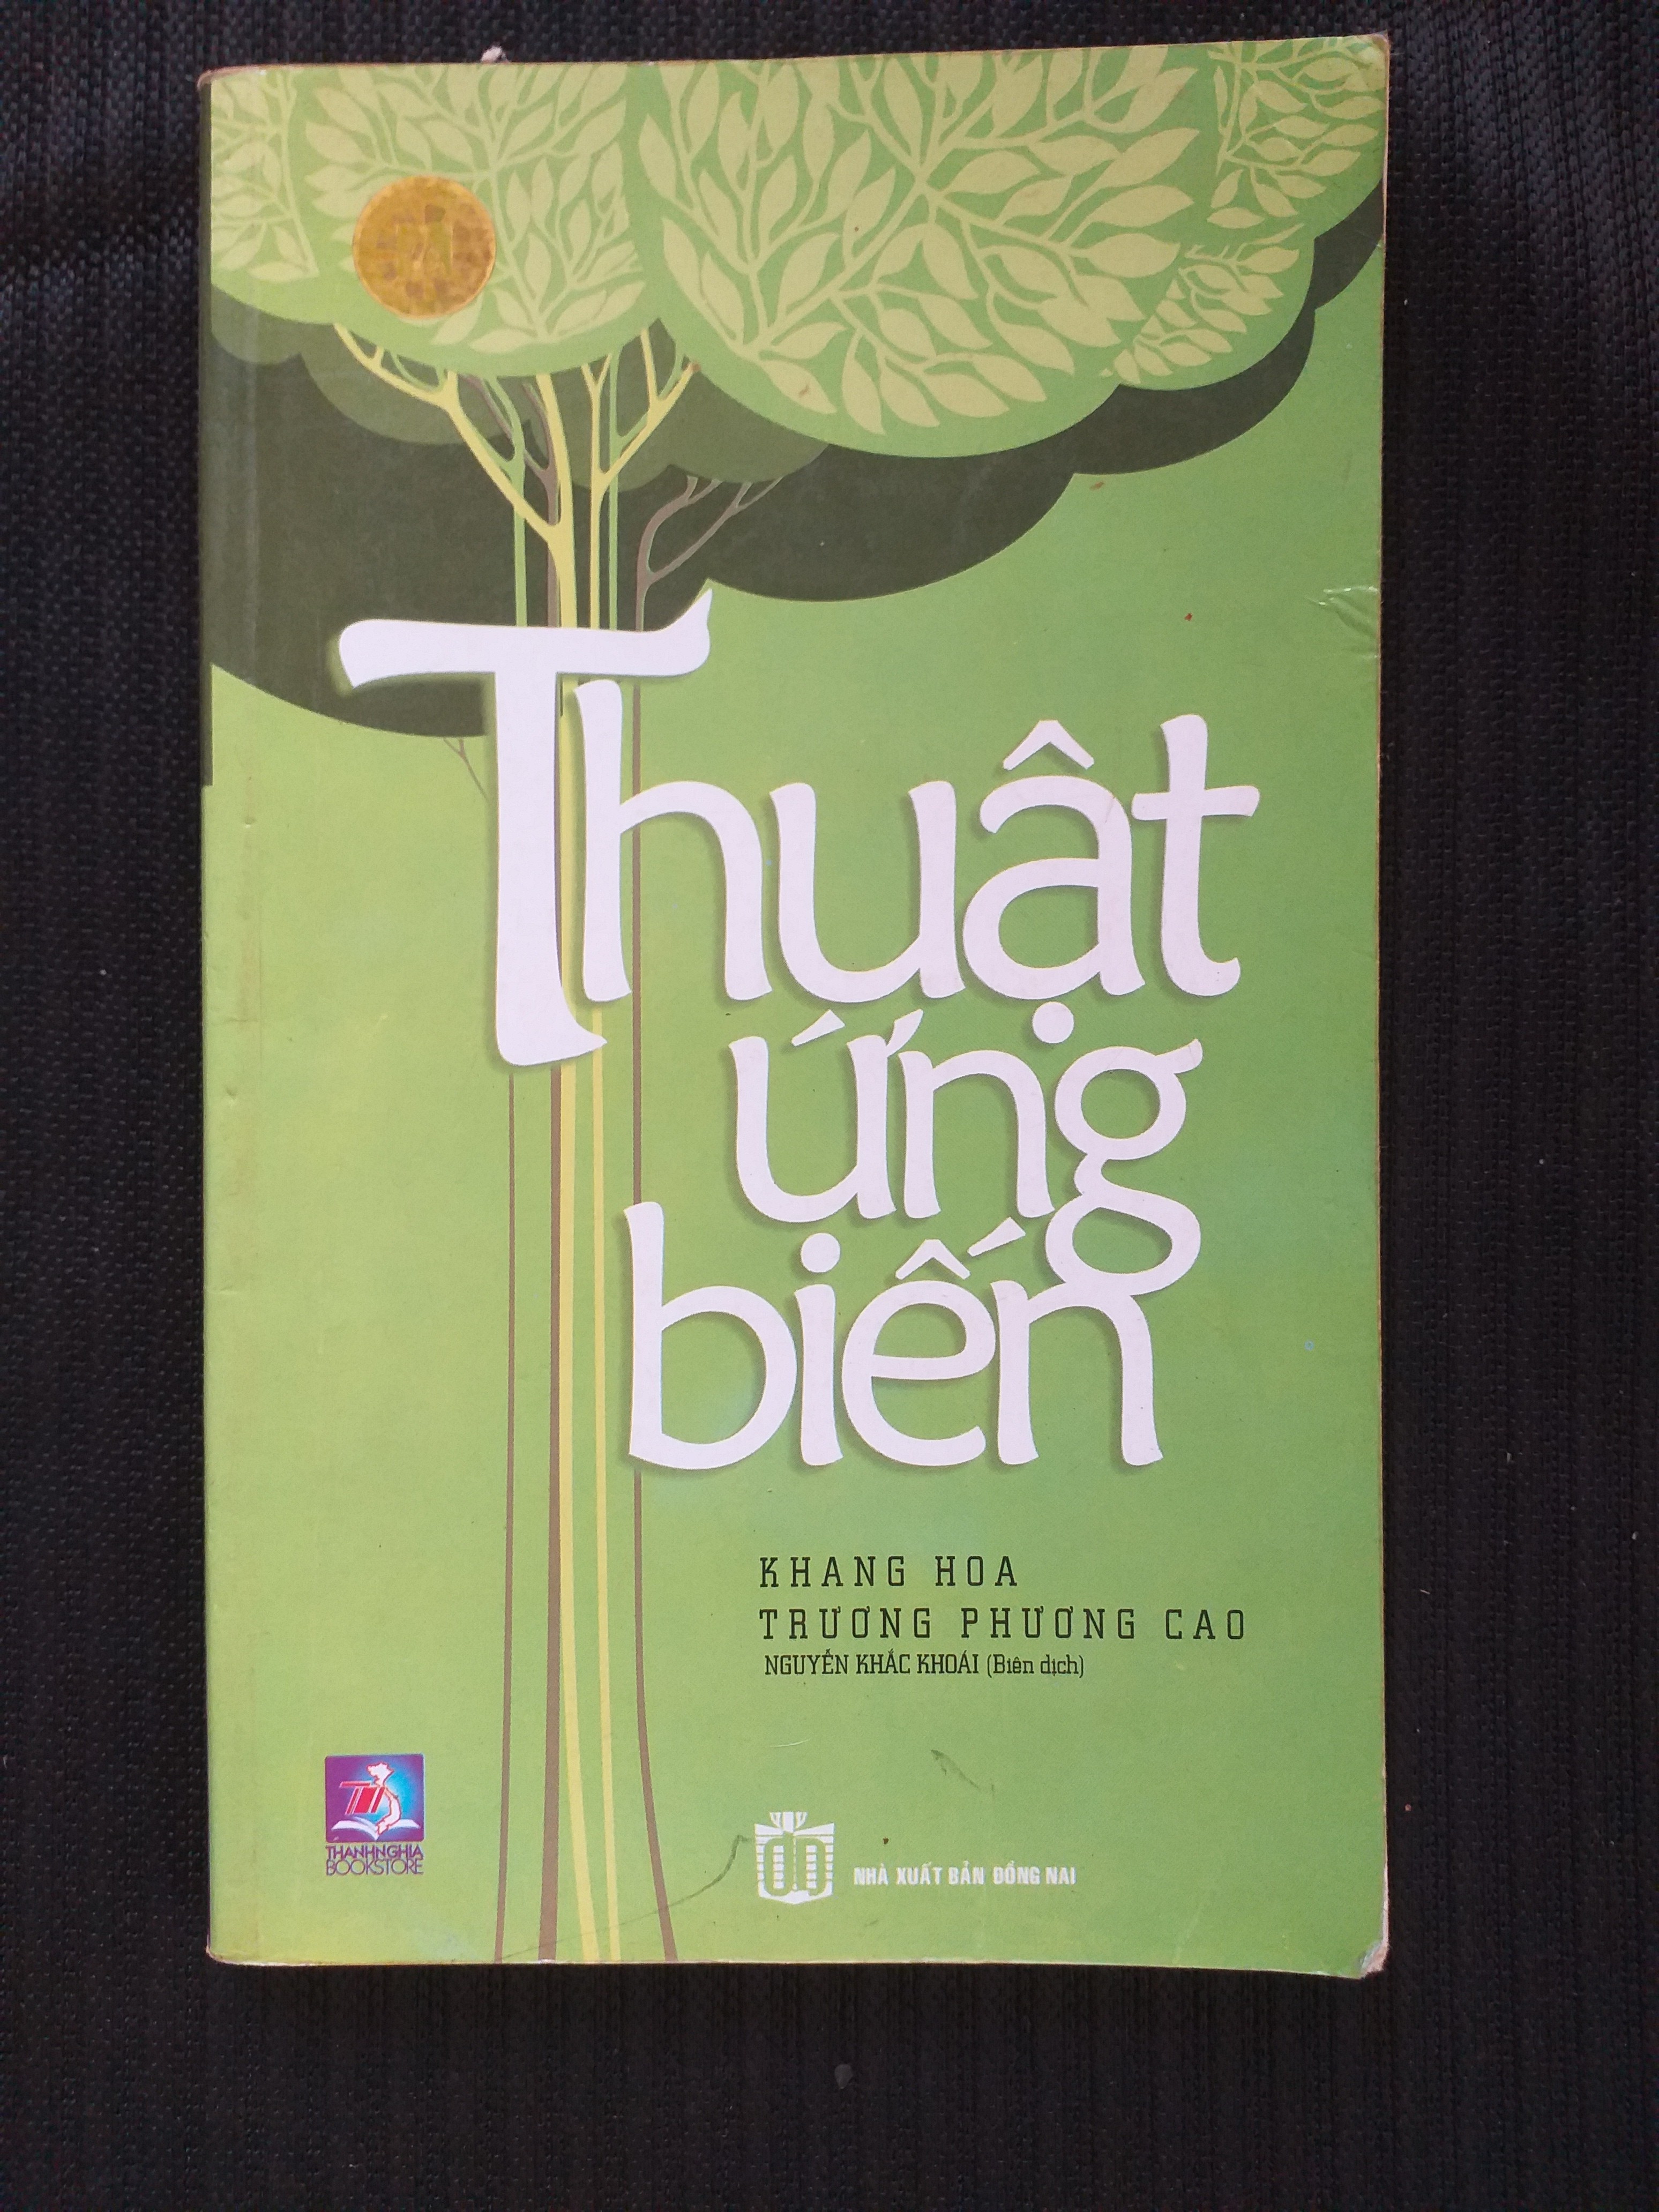 Thuật
ứng
biến
KHANG HOA
TRƯƠNG PHƯƠNG CAO
NGUYỄN KHẮC KHOÁI (Biên dịch)
TN
THANHNGHIA
BOOKSTORE
NHÀ XUẤT BẢN ĐỒNG NAI